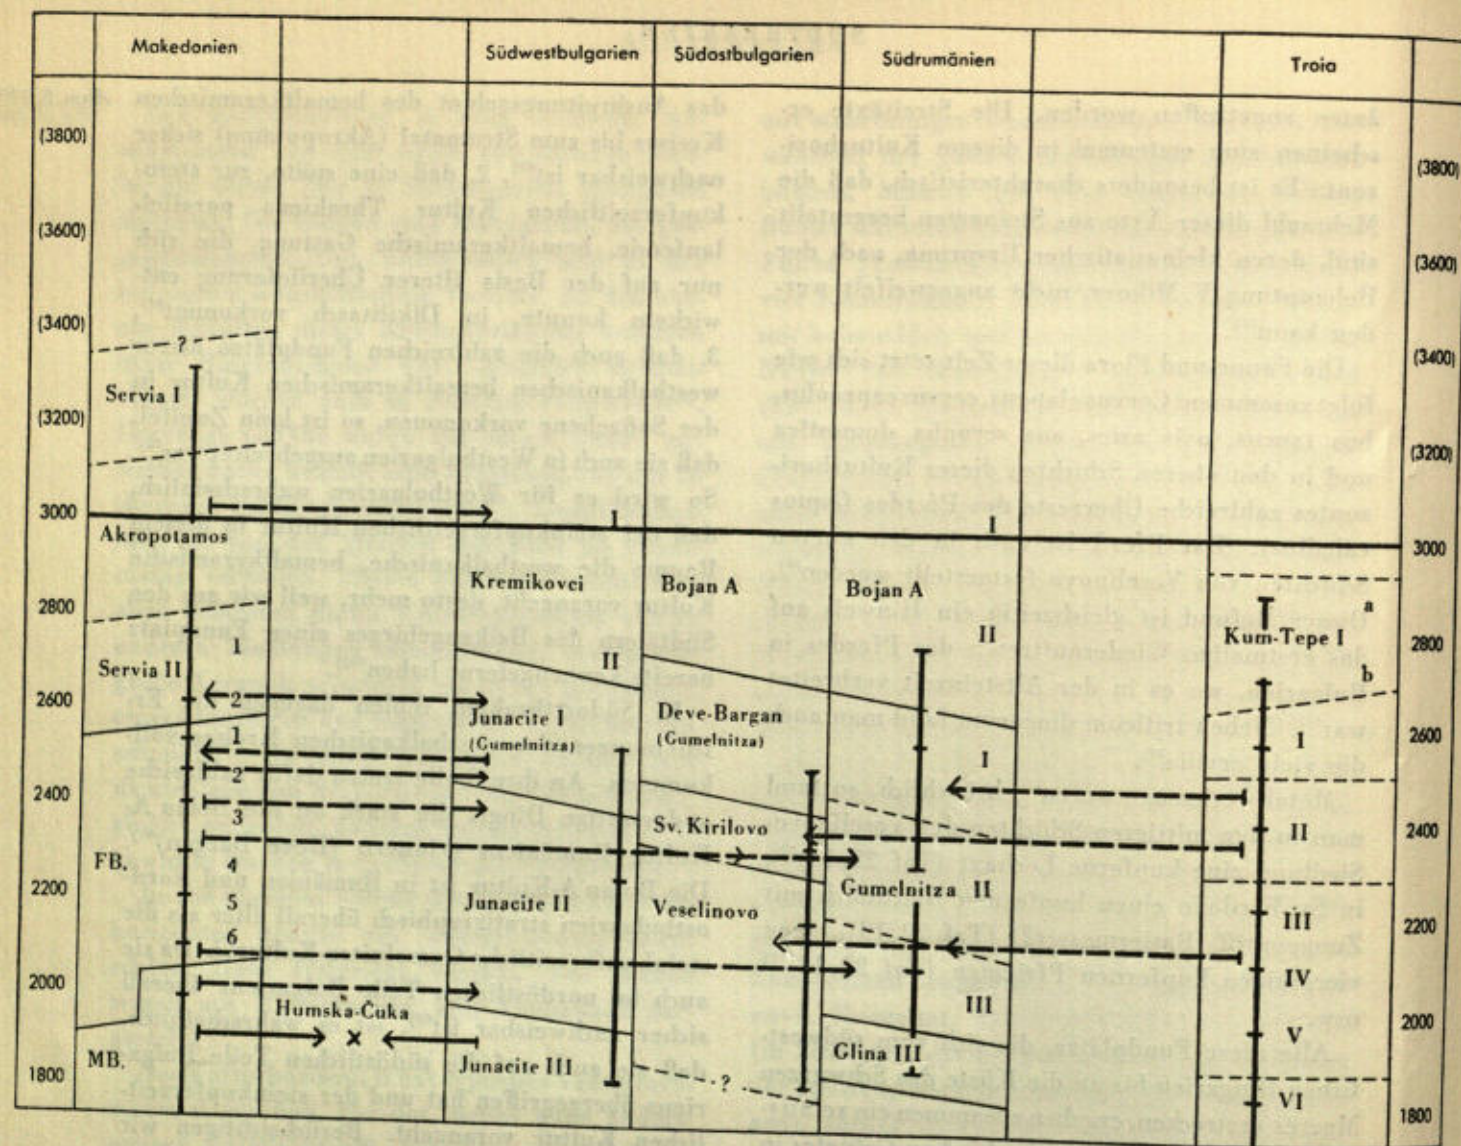 Makedonien Südwestbulgarien Südostbulgarien Südrumänien Troia
(3800) (3800)
(3600) (3600)
(3400) ? (3400)
Servia I
(3200) (3200)
3000 I I 3000
Akropotamos
Kremikovci Bojan A Bojan A a
2800 II Kum-Tepe I 2800
1
Servia II II b
2600 2 Junacite I Deve-Bargan I 2600
(Gumelnitza) (Gumelnitza)
1 I
2
2400 3 Sv. Kirilovo II 2400
FB. 4 Gumelnitza II
2200 5 Junacite II Veselinovo III 2200
6
2000 IV
Humska-Čuka III 2000
x Glina III V
MB. Junacite III
1800 ? VI 1800